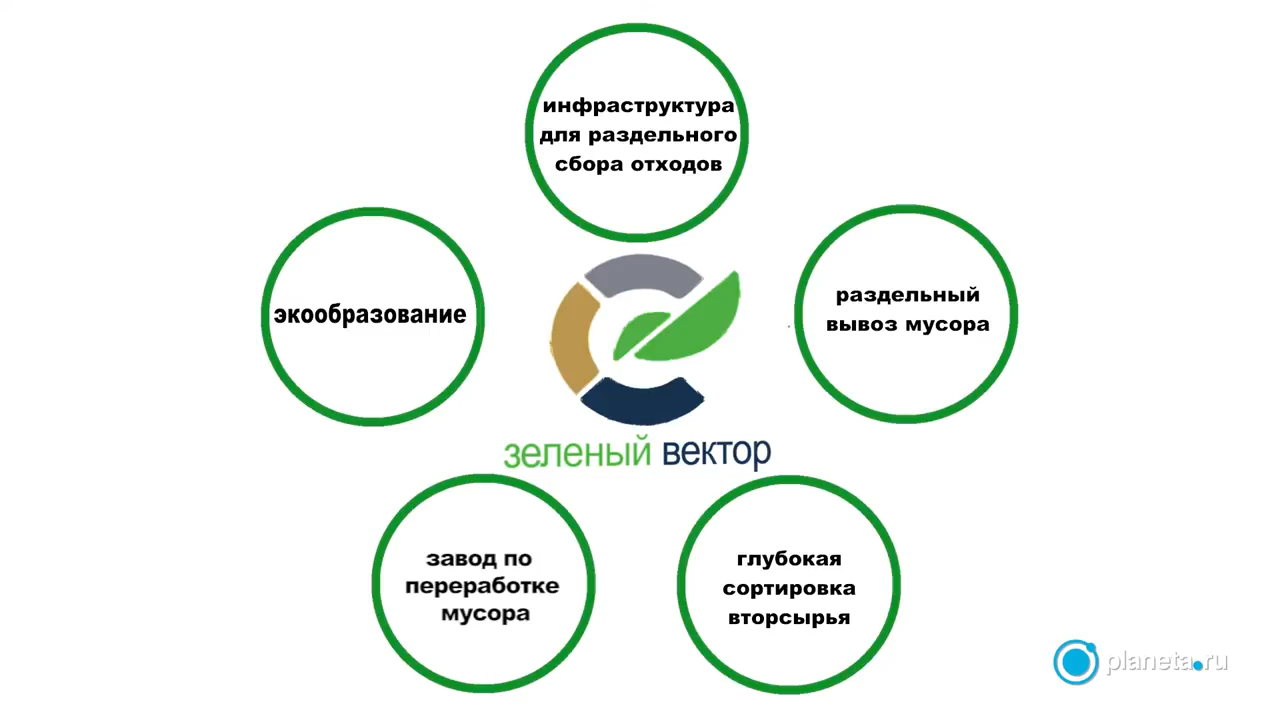 инфраструктура
для раздельного
сбора отходов
экообразование
раздельный
вывоз мусора
зеленый вектор
завод по
переработке
мусора
глубокая
сортировка
вторсырья
planeta.ru